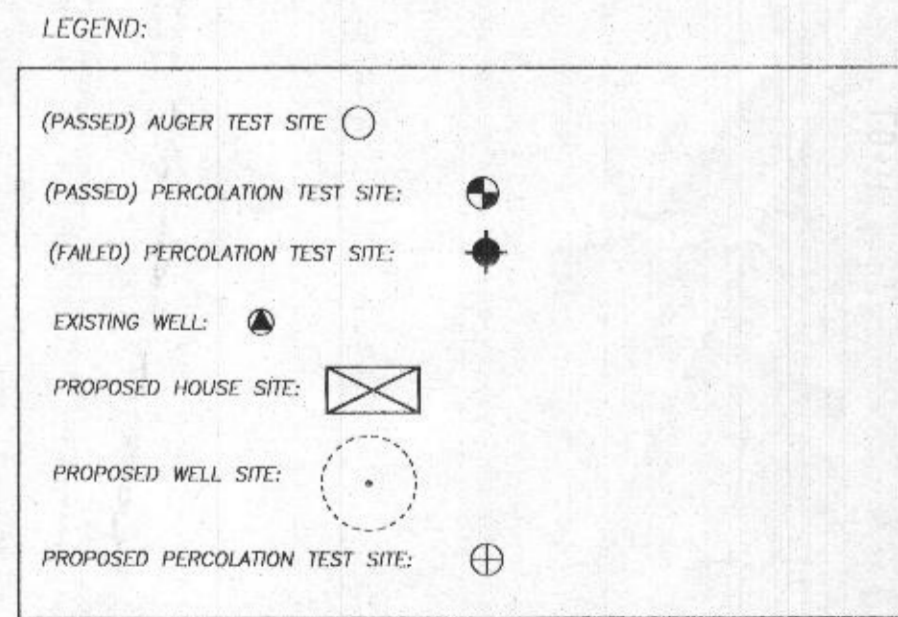 LEGEND:
(PASSED) AUGER TEST SITE
(PASSED) PERCOLATION TEST SITE:
(FAILED) PERCOLATION TEST SITE:
EXISTING WELL:
PROPOSED HOUSE SITE:
PROPOSED WELL SITE:
PROPOSED PERCOLATION TEST SITE: